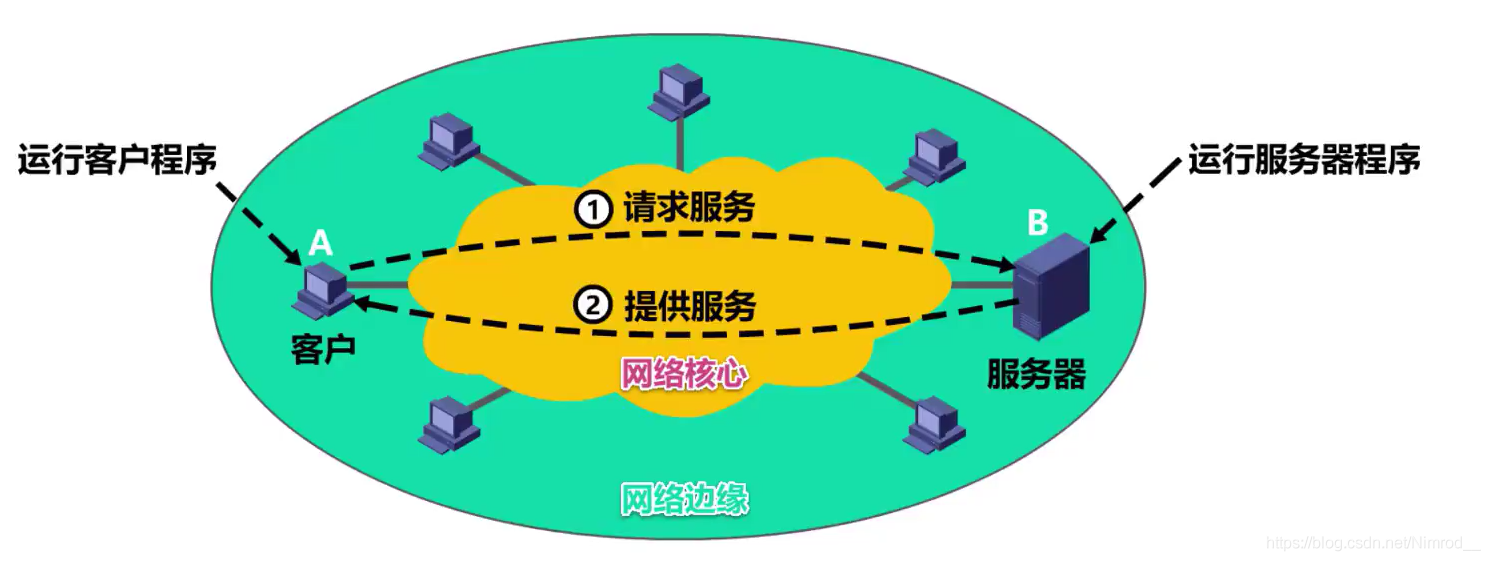 运行客户程序
运行服务器程序
① 请求服务
A
B
② 提供服务
客户
服务器
网络核心
网络边缘
https://blog.csdn.net/Nimrod__